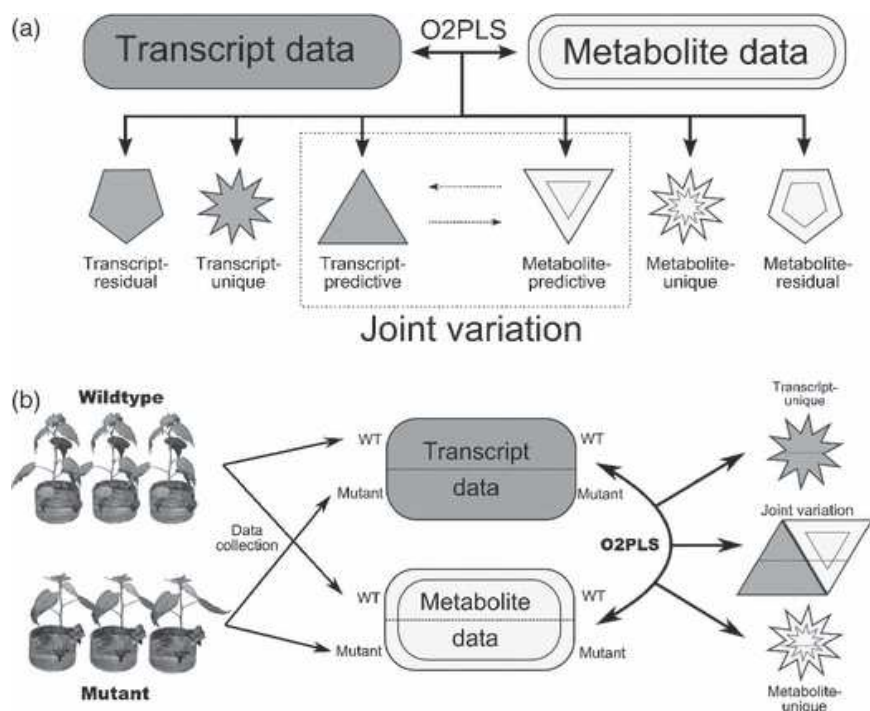 (a)
Transcript data
O2PLS
Metabolite data
Transcript-
residual
Transcript-
unique
Transcript-
predictive
Metabolite-
predictive
Metabolite-
unique
Metabolite-
residual
Joint variation
(b)
Wildtype
Mutant
Data
collection
WT
Mutant
Transcript
data
WT
Mutant
WT
Mutant
Metabolite
data
WT
Mutant
O2PLS
Transcript-
unique
Joint variation
Metabolite-
unique